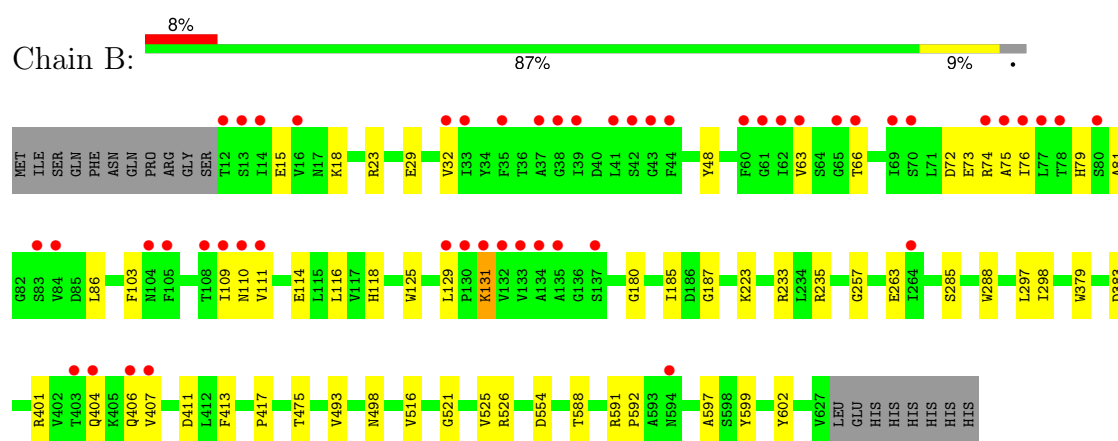 8%
Chain B:
87% 9% •
MET ILE SER GLN PHE ASN GLN PRO ARG GLY SER T12 S13 I14 E15 V16 N17 K18 R23 E29 V32 I33 Y34 F35 T36 A37 G38 I39 D40 L41 S42 G43 F44 Y48 F60 G61 I62 V63 S64 G65 T66 I69 S70 L71 D72 E73 R74 A75 I76 L77 T78 H79 S80 A81
G82 S83 V84 D85 L86 F103 N104 F105 T108 I109 N110 V111 E114 L115 L116 V117 H118 W125 L129 P130 K131 V132 V133 A134 A135 G136 S137 G180 I185 D186 G187 K223 R233 L234 R235 G257 E263 I264 S285 W288 L297 I298 W379 D383
R401 V402 T403 Q404 K405 Q406 V407 D411 L412 F413 P417 T475 V493 N498 V516 G521 V525 R526 D554 T588 R591 P592 A593 N594 A597 S598 Y599 Y602 V627 LEU GLU HIS HIS HIS HIS HIS HIS